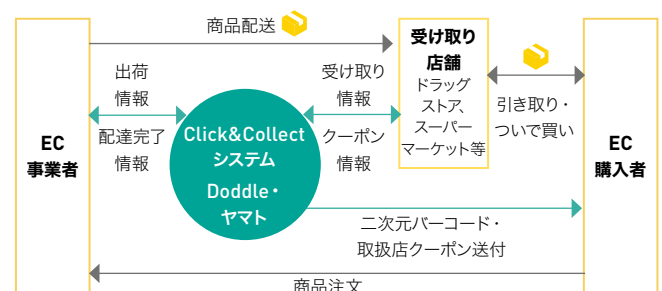 商品配送
受け取り
店舗
ドラッグ
ストア、
スーパー
マーケット等
出荷
情報
受け取り
情報
引き取り・
ついで買い
EC
事業者
配達完了
情報
Click&Collect
システム
Doddle・
ヤマト
クーポン
情報
EC
購入者
二次元バーコード・
取扱店クーポン送付
商品注文